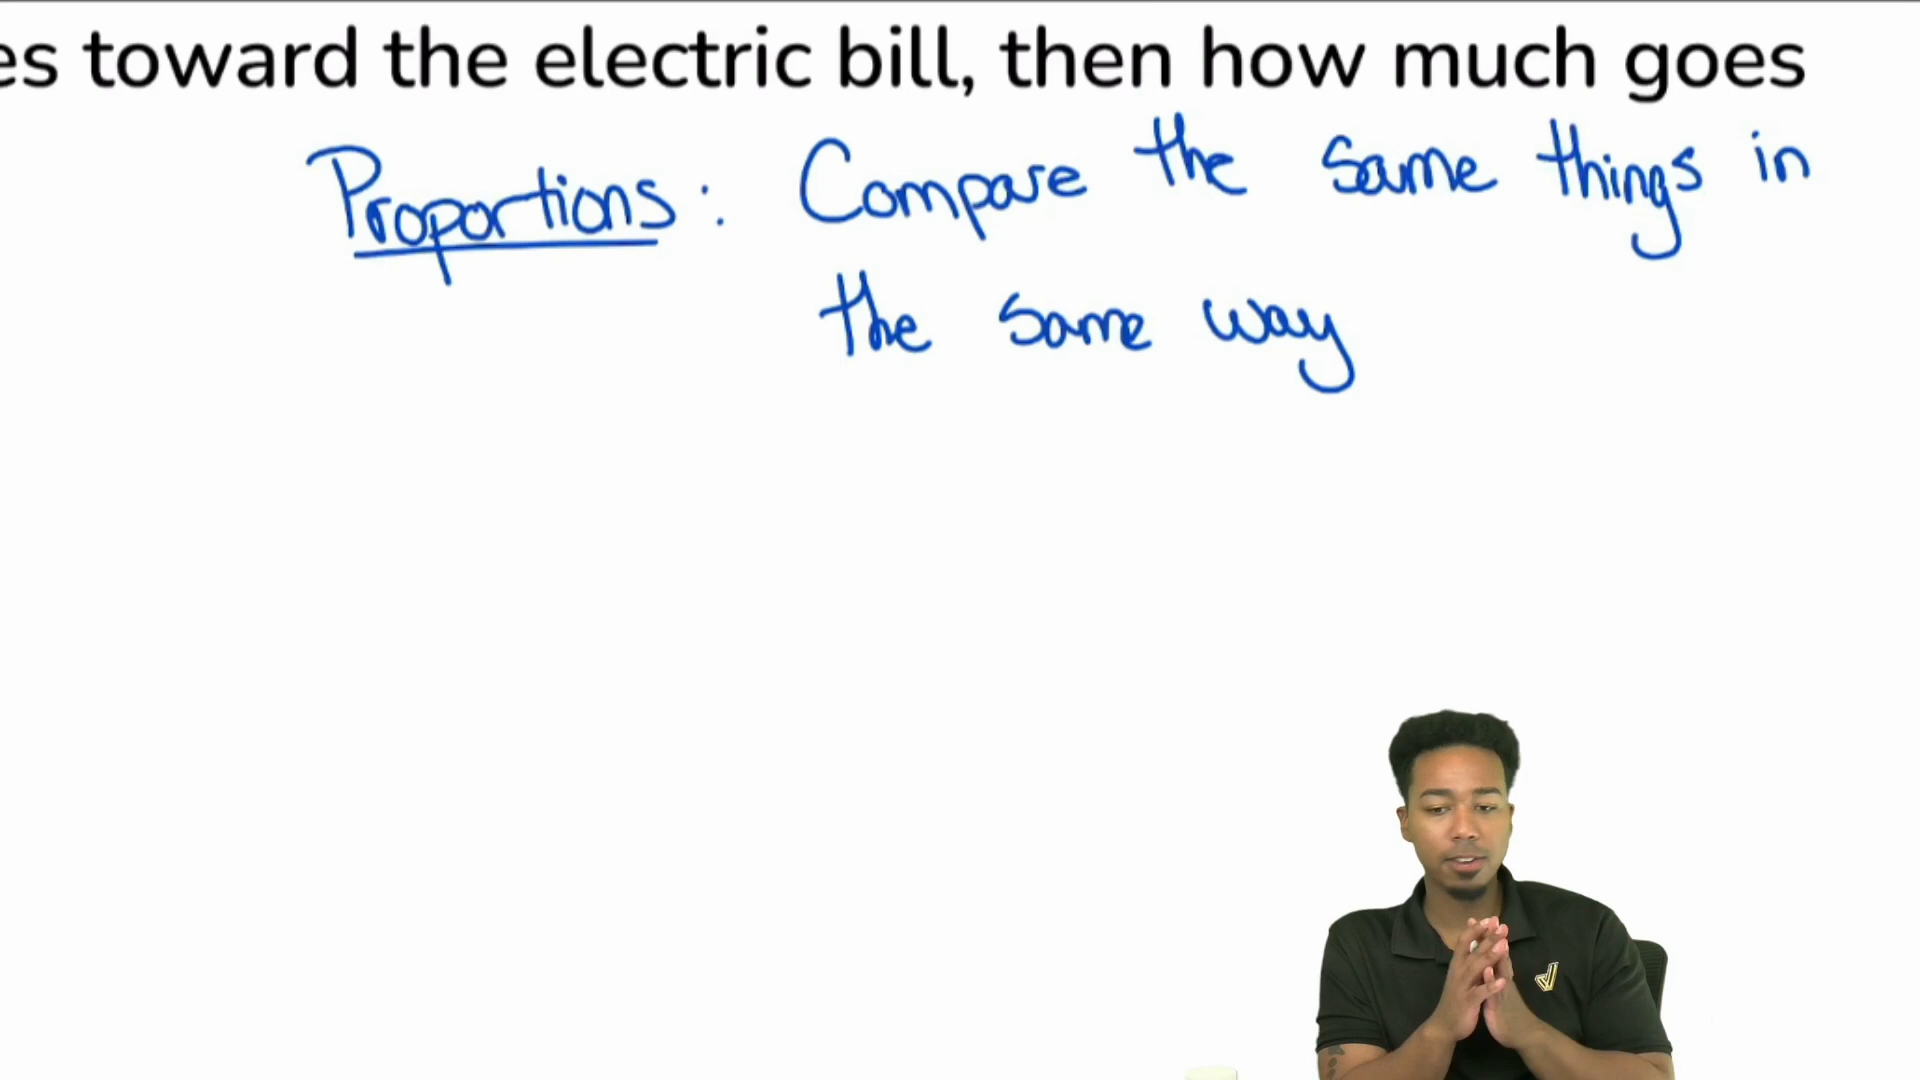 es toward the electric bill, then how much goes
Proportions: Compare the same things in
the same way